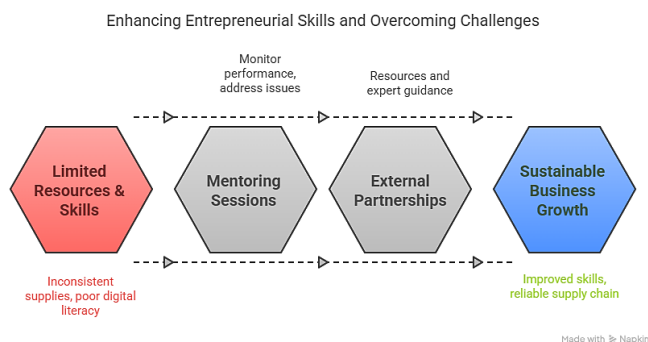 Enhancing Entrepreneurial Skills and Overcoming Challenges
Monitor
performance,
address issues
Resources and
expert guidance
Limited
Resources &
Skills
Mentoring
Sessions
External
Partnerships
Sustainable
Business
Growth
Inconsistent
supplies, poor digital
literacy
Improved skills,
reliable supply chain
Made with Napkin